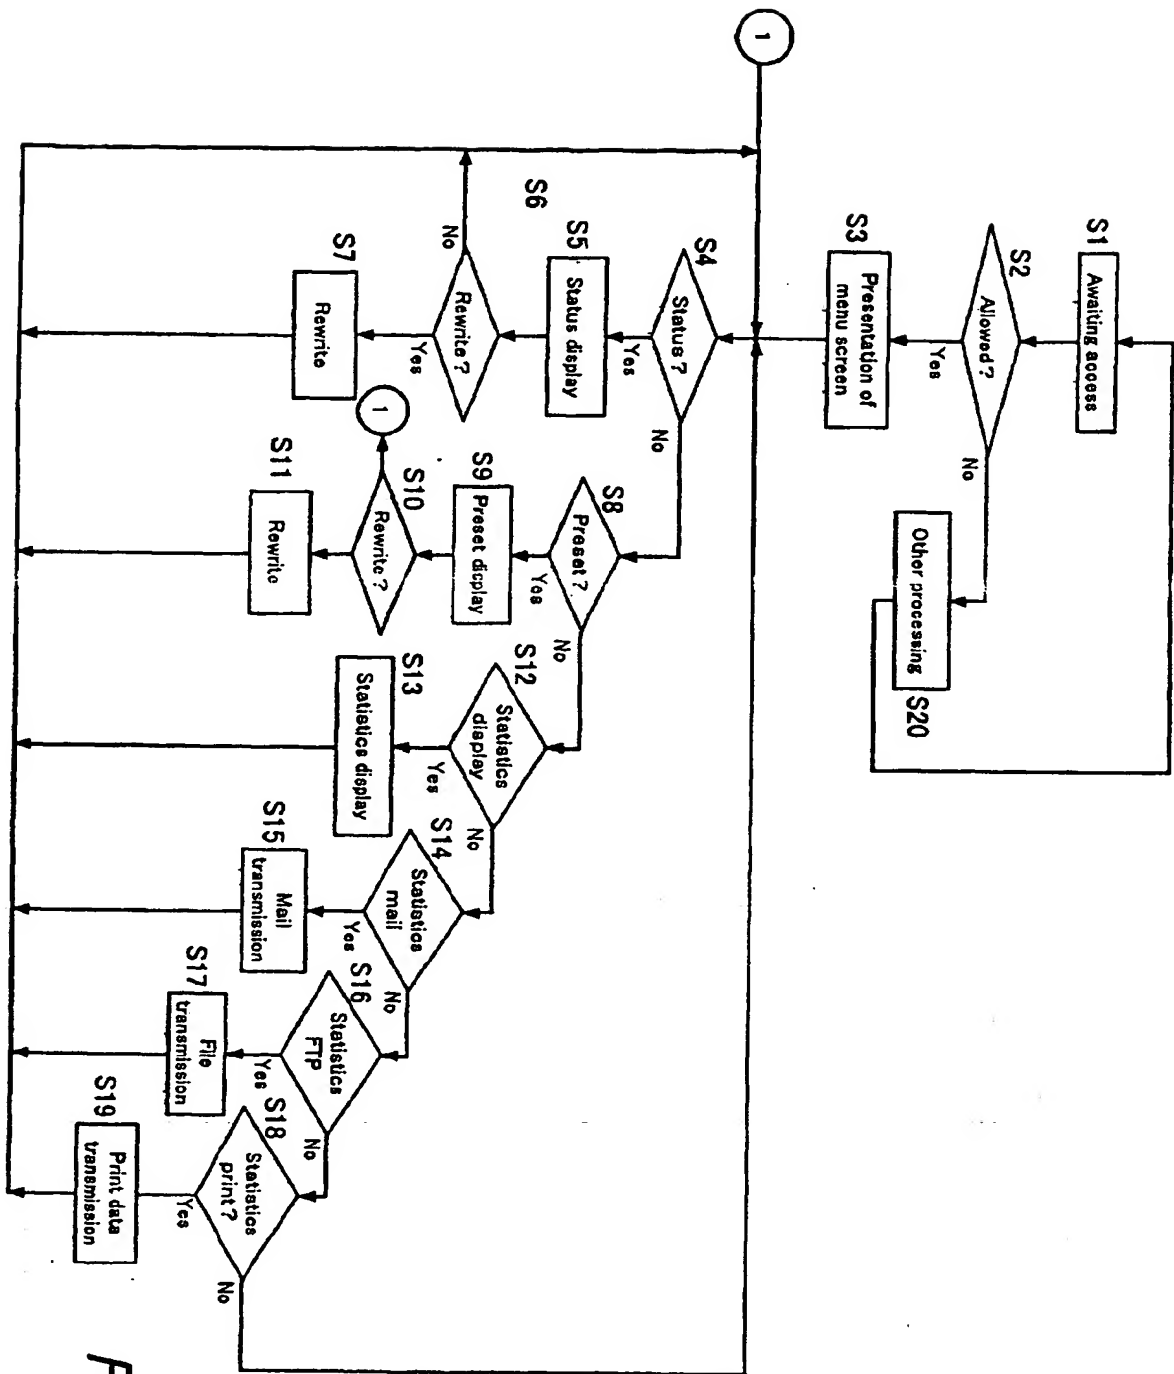 S1
Awaiting access
S2
Allowed?
Yes
No
Other processing
S20
S3
Presentation of
menu screen
1
S4
Status?
Yes
No
S5
Status display
S6
Rewrite?
No
Yes
S7
Rewrite
S8
Preset?
Yes
No
S9
Preset dicplay
S10
Rewrite?
1
S11
Rewrite
S12
Statistics
display
Yes
No
S13
Statistics display
S14
Statistics
mail
Yes
No
S15
Mail
transmission
S16
Statistics
FTP
Yes
No
S17
File
transmission
S18
Statistics
print?
Yes
No
S19
Print data
transmission
F